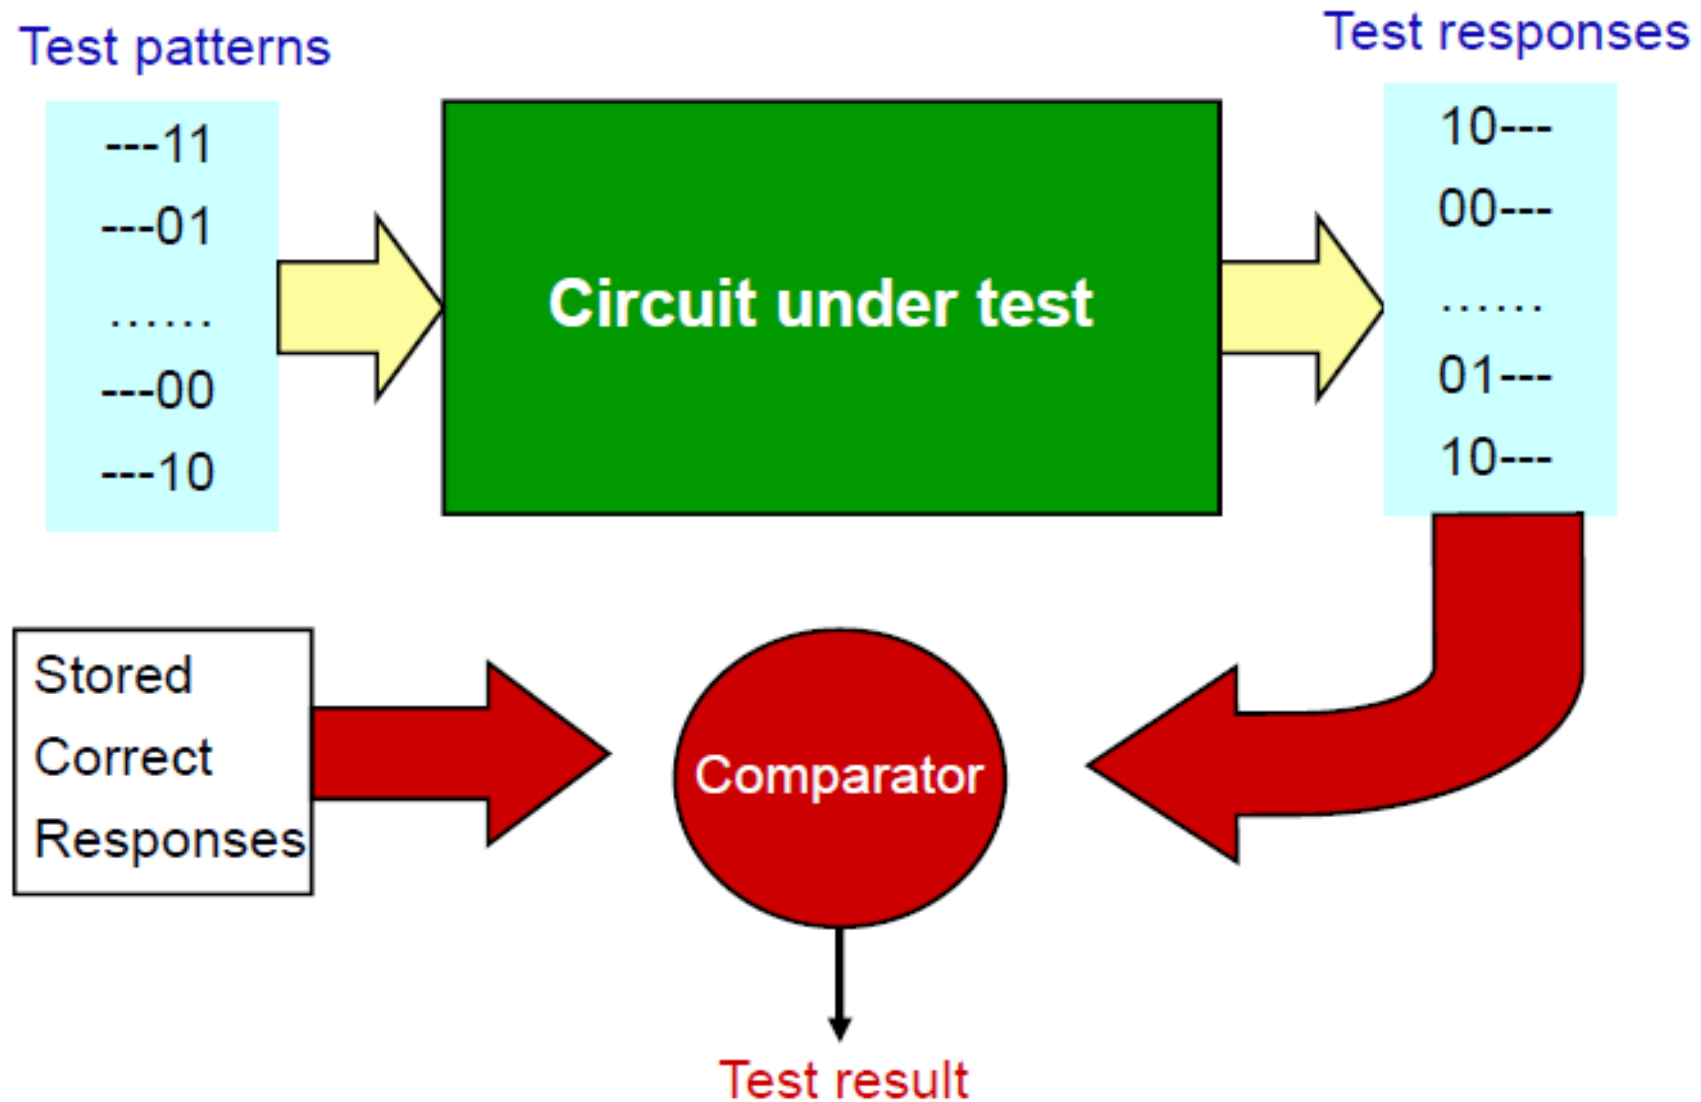 Test patterns
Test responses
---11
---01
......
---00
---10
Circuit under test
10---
00---
......
01---
10---
Stored
Correct
Responses
Comparator
Test result